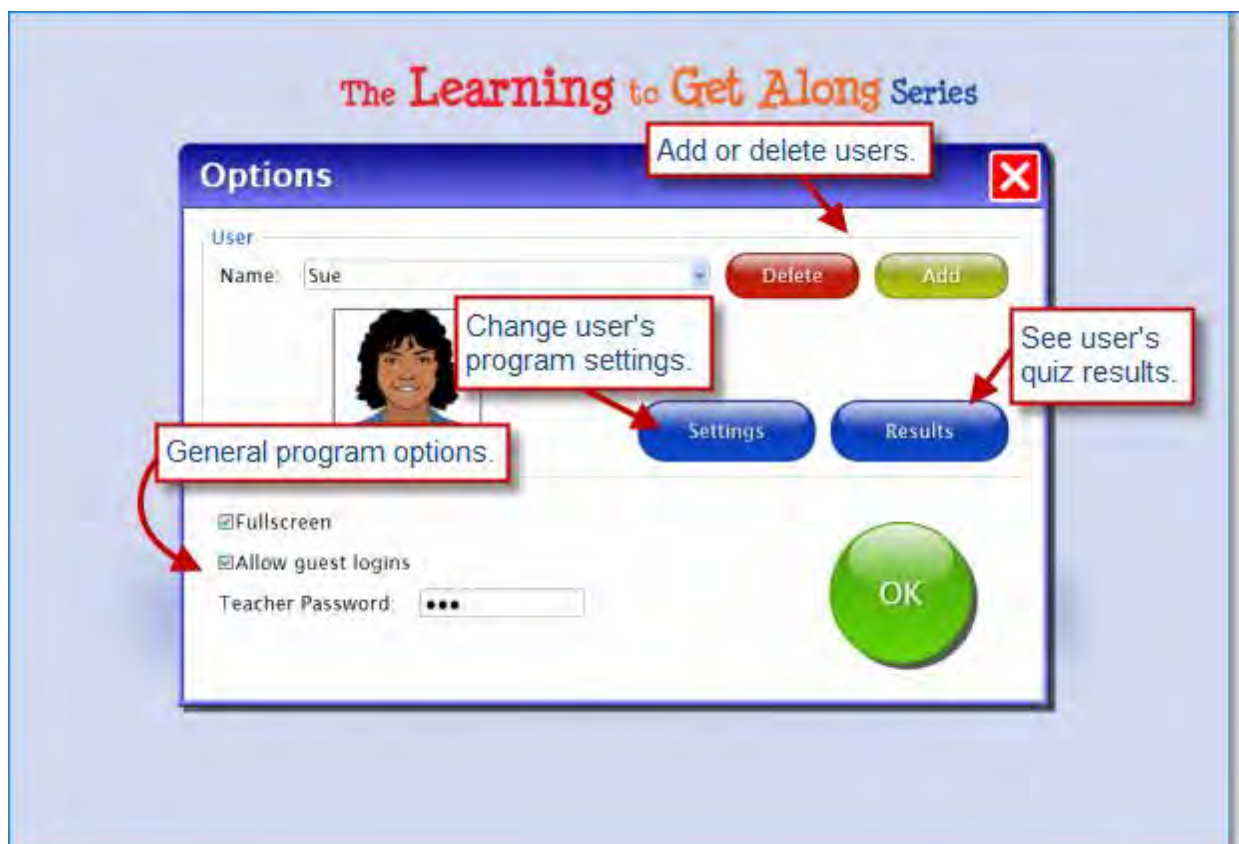 The Learning to Get Along Series
Add or delete users.
Options
User
Name: Sue
Delete
Add
Change user's
program settings.
See user's
quiz results.
Settings
Results
General program options.
Fullscreen
Allow guest logins
Teacher Password:
OK